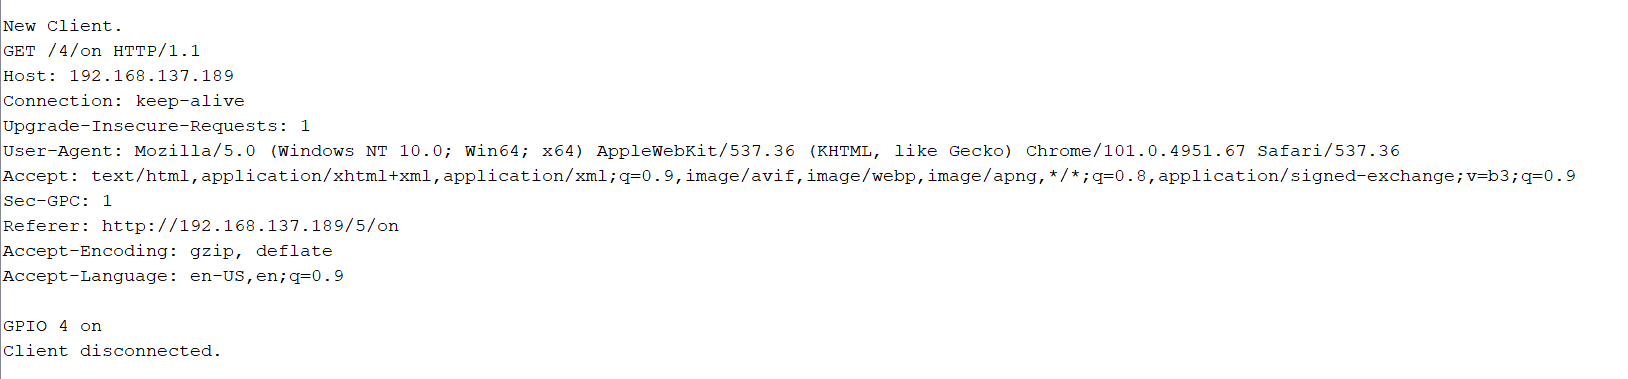 New Client.
GET /4/on HTTP/1.1
Host: 192.168.137.189
Connection: keep-alive
Upgrade-Insecure-Requests: 1
User-Agent: Mozilla/5.0 (Windows NT 10.0; Win64; x64) AppleWebKit/537.36 (KHTML, like Gecko) Chrome/101.0.4951.67 Safari/537.36
Accept: text/html,application/xhtml+xml,application/xml;q=0.9,image/avif,image/webp,image/apng,*/*;q=0.8,application/signed-exchange;v=b3;q=0.9
Sec-GPC: 1
Referer: http://192.168.137.189/5/on
Accept-Encoding: gzip, deflate
Accept-Language: en-US,en;q=0.9
GPIO 4 on
Client disconnected.